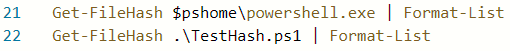 21 Get-FileHash $pshome\powershell.exe | Format-List
22 Get-FileHash .\TestHash.ps1 | Format-List